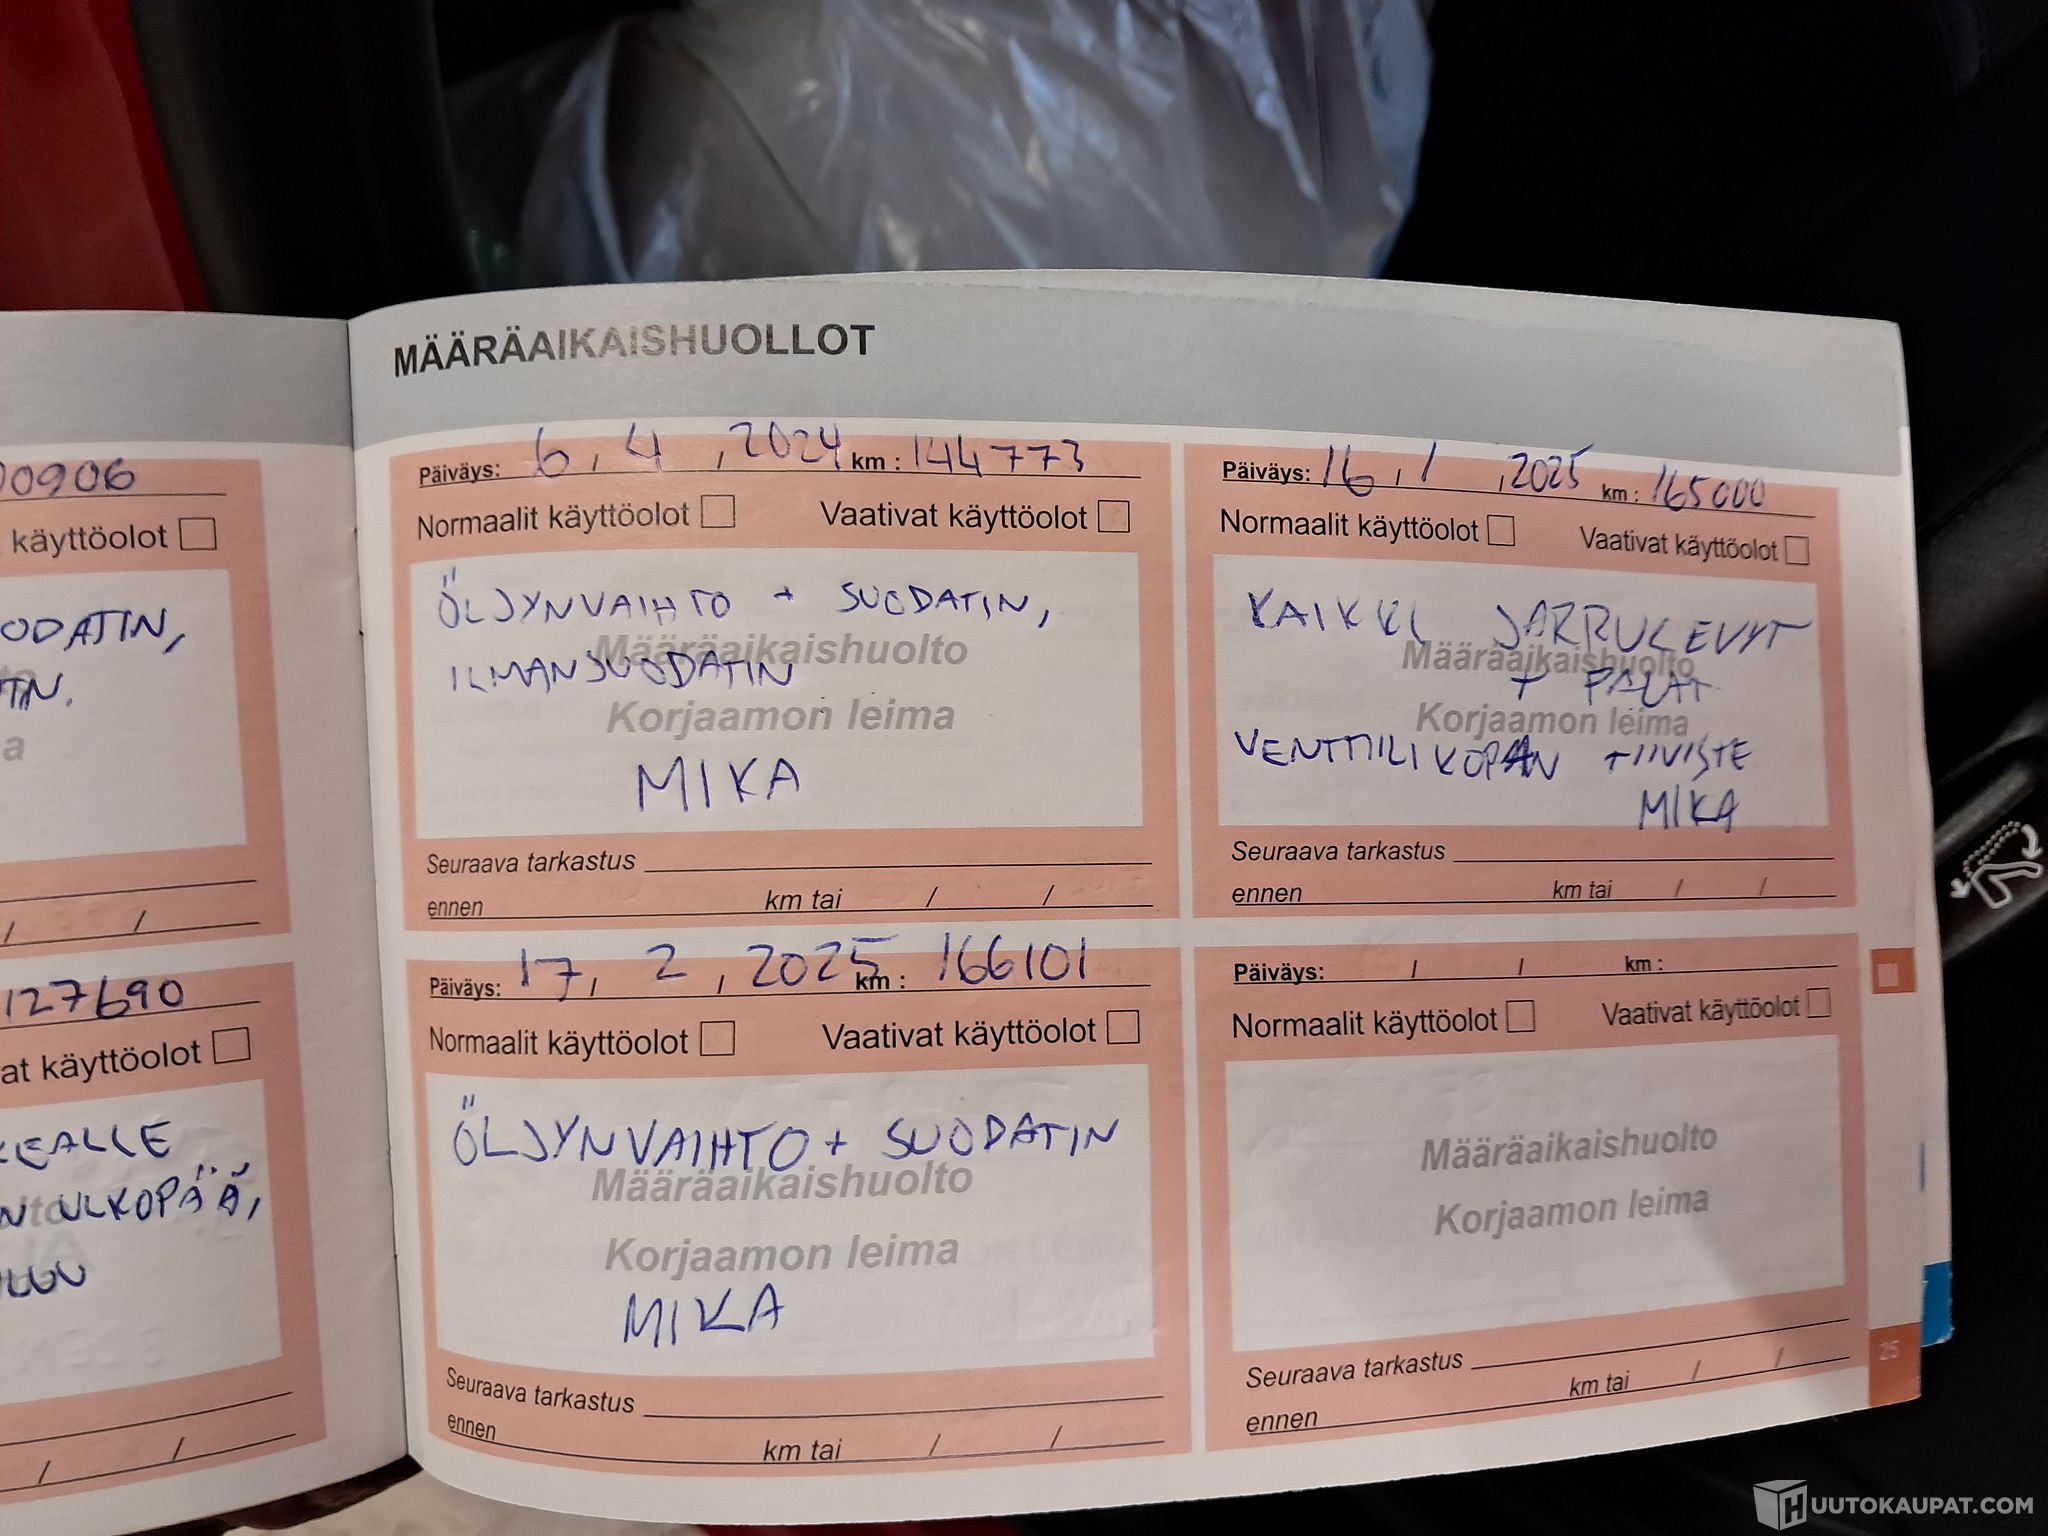 00906
käyttöolot
ODATIN,
127690
at käyttöolot
KEALLE
ULKOPÄÄ,
MÄÄRÄAIKAISHUOLLOT
Päiväys: 6, 4, 2024 km: 144773
Normaalit käyttöolot Vaativat käyttöolot
ÖLJYNVAIHTO + SUODATIN,
Määräaikaishuolto
ILMANSUODATIN
Korjaamon leima
MIKA
Seuraava tarkastus
ennen km tai / /
Päiväys: 16, 1, 2025 km: 165000
Normaalit käyttöolot Vaativat käyttöolot
KAIKKI JARRULEVYT
Määräaikaishuolto
+ PALAT
Korjaamon leima
VENTTIILIKOPAN TIIVISTE
MIKA
Seuraava tarkastus
ennen km tai / /
Päiväys: 17, 2, 2025 km: 166101
Normaalit käyttöolot Vaativat käyttöolot
ÖLJYNVAIHTO + SUODATIN
Määräaikaishuolto
Korjaamon leima
MIKA
Seuraava tarkastus
ennen km tai / /
Päiväys: / / km:
Normaalit käyttöolot Vaativat käyttöolot
Määräaikaishuolto
Korjaamon leima
Seuraava tarkastus
ennen km tai / /
25
HUUTOKAUPAT.COM